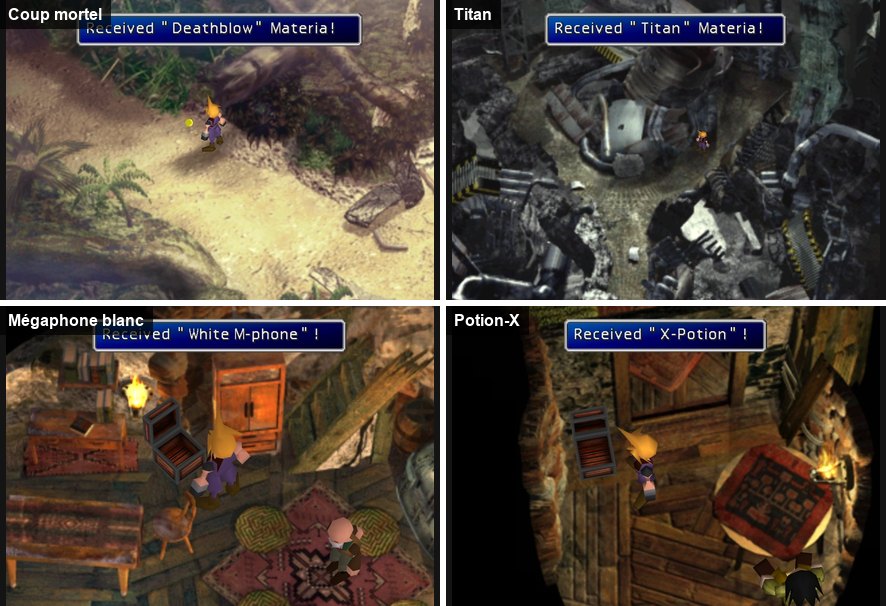 Coup mortel
Received "Deathblow" Materia!
Titan
Received "Titan" Materia!
Mégaphone blanc
Received "White M-phone" !
Potion-X
Received "X-Potion" !